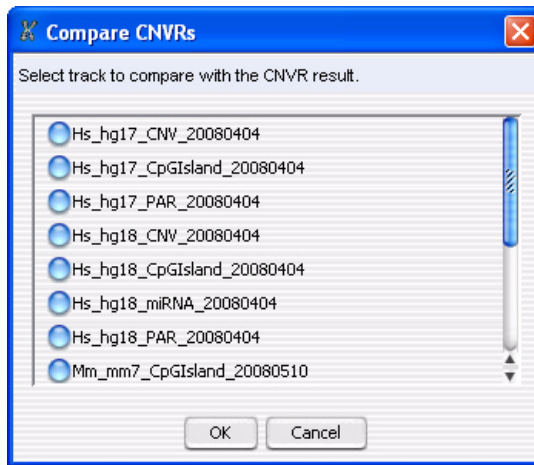 Compare CNVRs
Select track to compare with the CNVR result.
Hs_hg17_CNV_20080404
Hs_hg17_CpGIsland_20080404
Hs_hg17_PAR_20080404
Hs_hg18_CNV_20080404
Hs_hg18_CpGIsland_20080404
Hs_hg18_miRNA_20080404
Hs_hg18_PAR_20080404
Mm_mm7_CpGIsland_20080510
OK Cancel